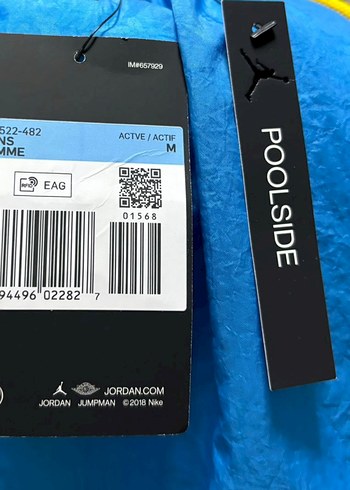 IM#657929
522-482
NS
ACTVE / ACTIF
MME
M
RFID
EAG
01568
94496 02282 7
JORDAN.COM
JORDAN JUMPMAN ©2018 Nike
POOLSIDE